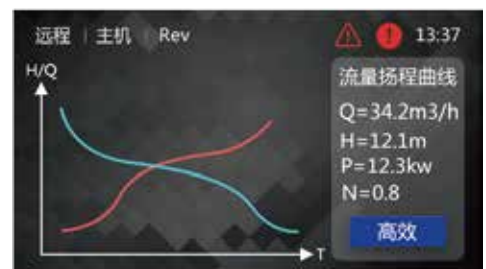 远程 | 主机 | Rev
! ! 13:37
H/Q
流量扬程曲线
Q=34.2m3/h
H=12.1m
P=12.3kw
N=0.8
高效
T